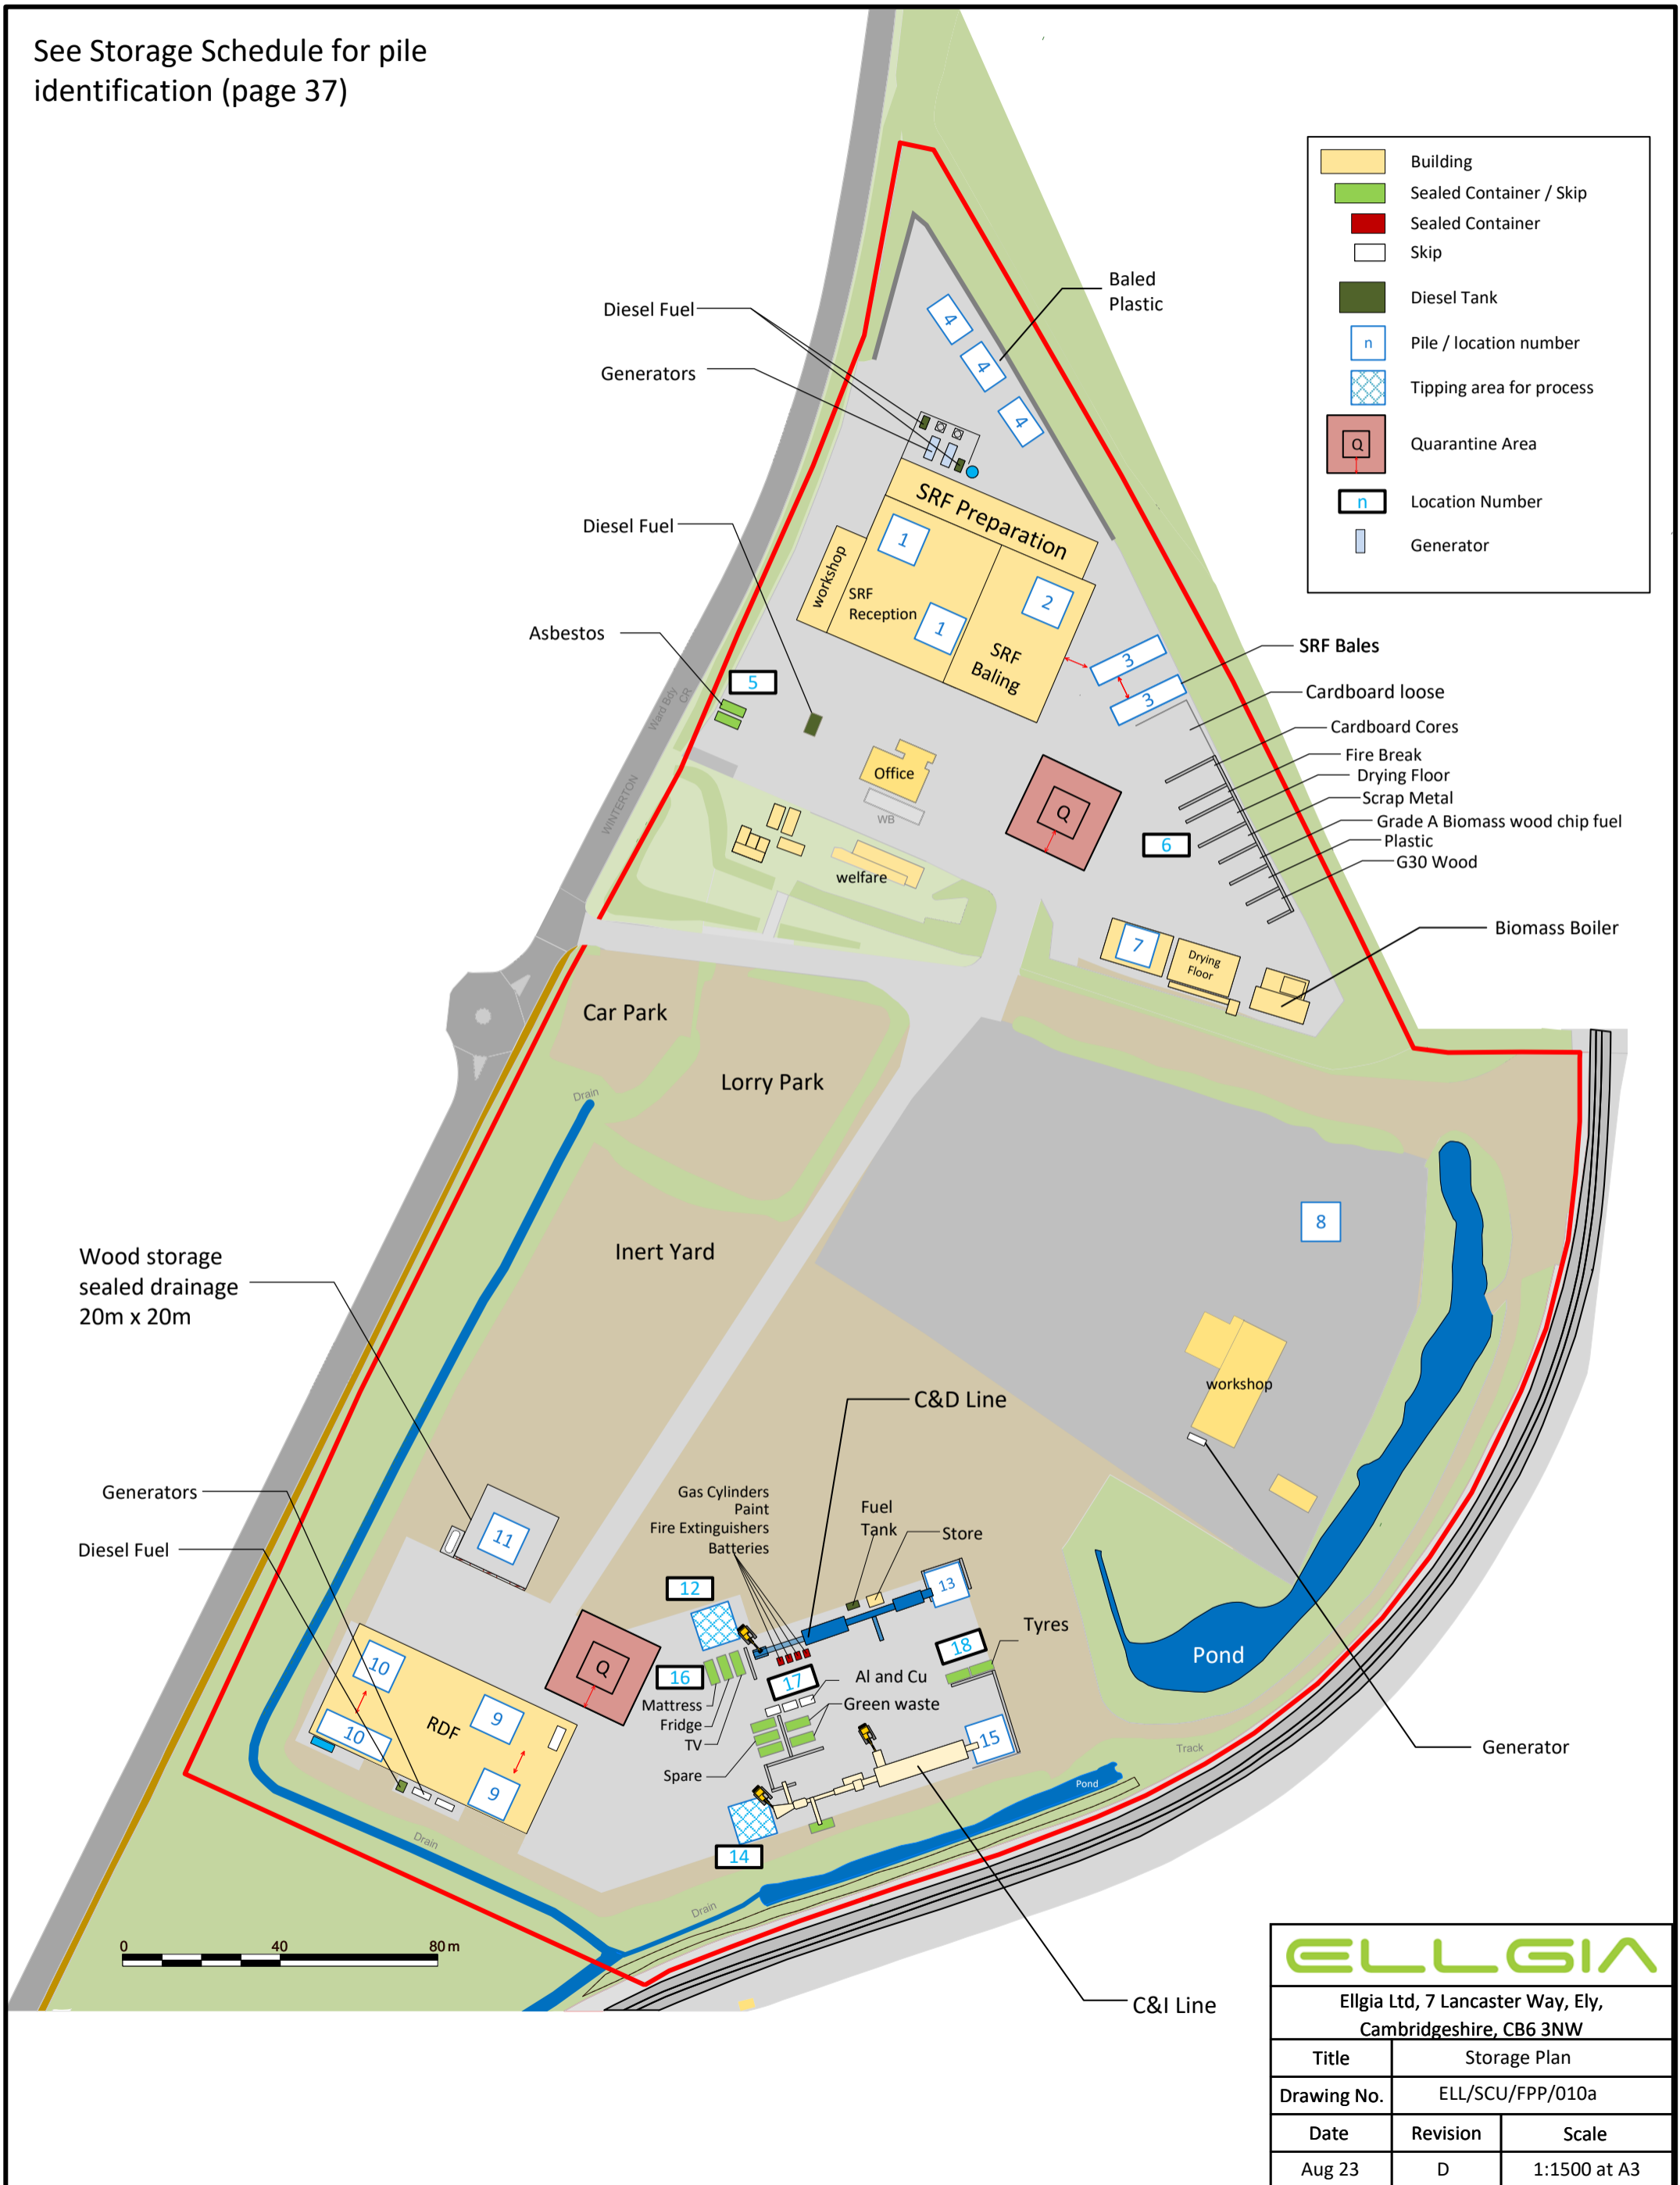 See Storage Schedule for pile
identification (page 37)
Building
Sealed Container / Skip
Sealed Container
Skip
Diesel Tank
n
Pile / location number
Tipping area for process
Q
Quarantine Area
n
Location Number
Generator
Baled
Plastic
Diesel Fuel
Generators
4
4
4
SRF Preparation
Diesel Fuel
1
workshop
SRF
Reception
1
2
SRF
Baling
Asbestos
5
3
3
SRF Bales
Cardboard loose
Cardboard Cores
Fire Break
Drying Floor
Scrap Metal
Grade A Biomass wood chip fuel
Plastic
G30 Wood
Ward Bdy
CR
WINTERTON
Office
WB
Q
6
welfare
7
Drying
Floor
Biomass Boiler
Car Park
Lorry Park
Drain
8
Inert Yard
Wood storage
sealed drainage
20m x 20m
workshop
C&D Line
Generators
Diesel Fuel
11
Gas Cylinders
Paint
Fire Extinguishers
Batteries
Fuel
Tank
Store
12
13
Tyres
18
Pond
10
10
RDF
9
9
Q
16
17
Mattress
Fridge
TV
Al and Cu
Green waste
Spare
15
Track
Pond
Generator
14
Drain
Drain
0
40
80 m
C&I Line
ELLGIA
Ellgia Ltd, 7 Lancaster Way, Ely,
Cambridgeshire, CB6 3NW
Title
Storage Plan
Drawing No.
ELL/SCU/FPP/010a
Date
Revision
Scale
Aug 23
D
1:1500 at A3